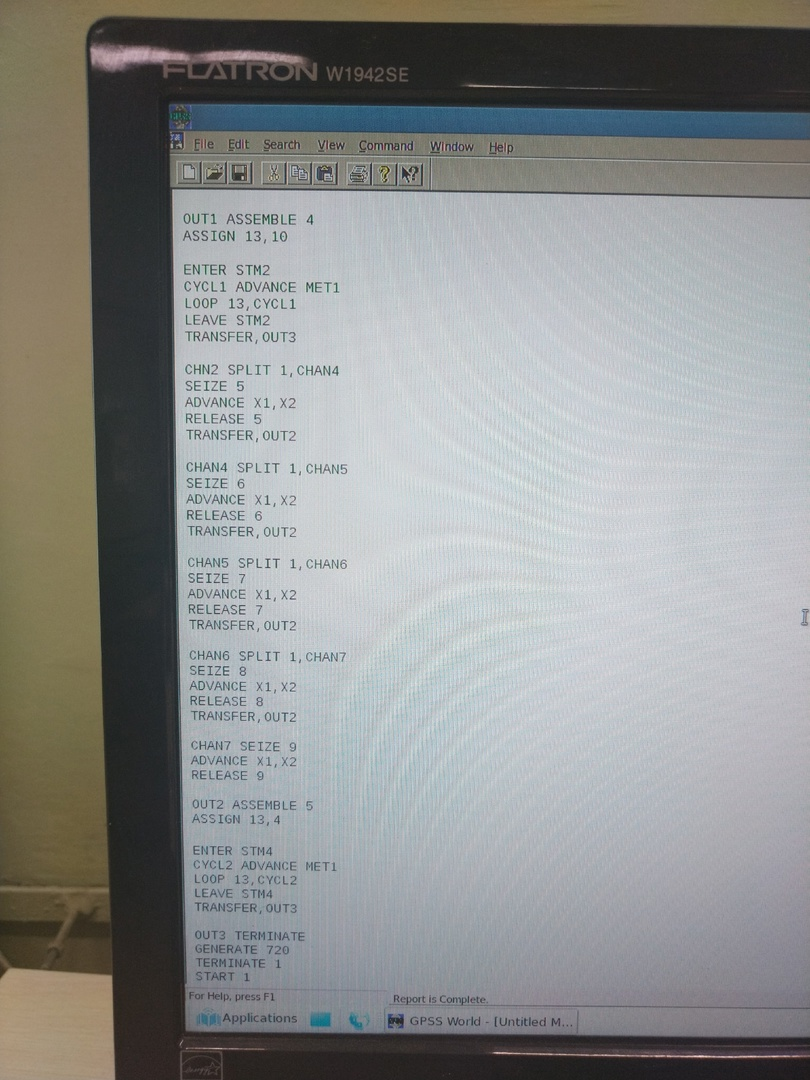 FLATRON W1942SE
File Edit Search View Command Window Help
OUT1 ASSEMBLE 4
ASSIGN 13,10
ENTER STM2
CYCL1 ADVANCE MET1
LOOP 13,CYCL1
LEAVE STM2
TRANSFER,OUT3
CHN2 SPLIT 1,CHAN4
SEIZE 5
ADVANCE X1,X2
RELEASE 5
TRANSFER,OUT2
CHAN4 SPLIT 1,CHAN5
SEIZE 6
ADVANCE X1,X2
RELEASE 6
TRANSFER,OUT2
CHAN5 SPLIT 1,CHAN6
SEIZE 7
ADVANCE X1,X2
RELEASE 7
TRANSFER,OUT2
CHAN6 SPLIT 1,CHAN7
SEIZE 8
ADVANCE X1,X2
RELEASE 8
TRANSFER,OUT2
CHAN7 SEIZE 9
ADVANCE X1,X2
RELEASE 9
OUT2 ASSEMBLE 5
ASSIGN 13,4
ENTER STM4
CYCL2 ADVANCE MET1
LOOP 13,CYCL2
LEAVE STM4
TRANSFER,OUT3
OUT3 TERMINATE
GENERATE 720
TERMINATE 1
START 1
For Help, press F1 Report is Complete.
Applications GPSS World - [Untitled M...